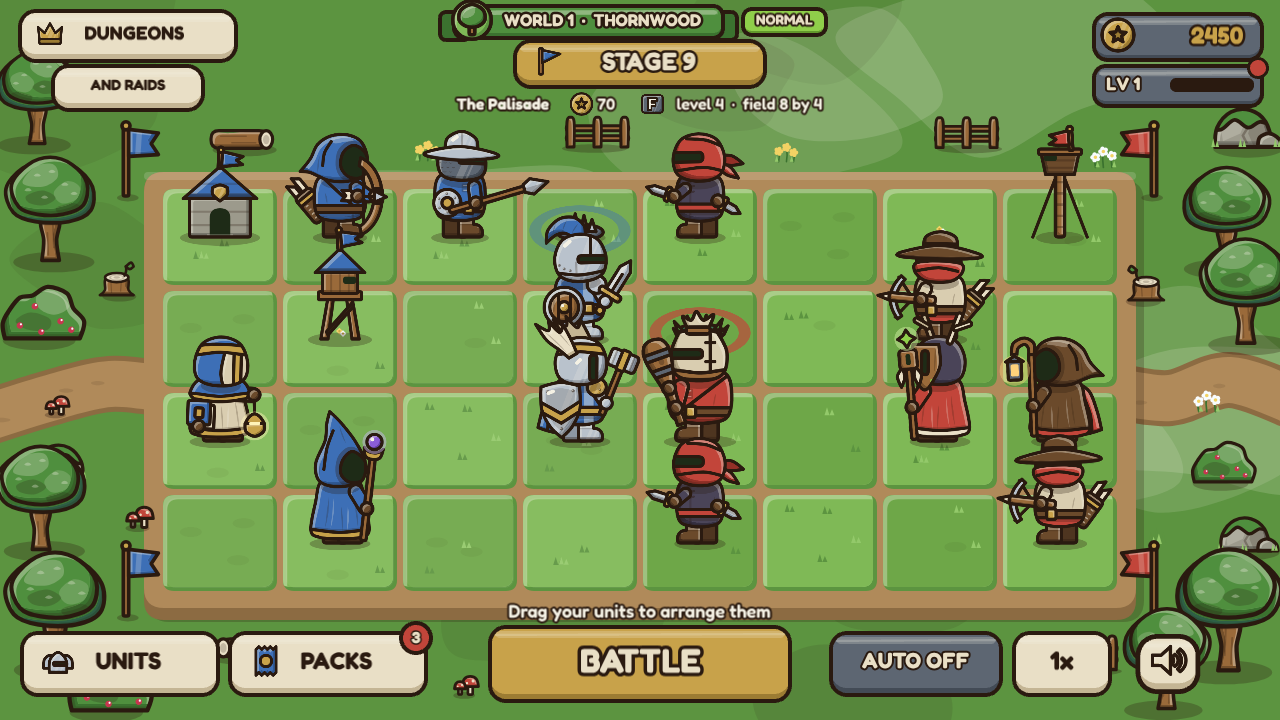 DUNGEONS
AND RAIDS
WORLD 1 · THORNWOOD
NORMAL
STAGE 9
The Palisade 70 F level 4 · field 8 by 4
2450
LV 1
Drag your units to arrange them
UNITS
PACKS
3
BATTLE
AUTO OFF
1x